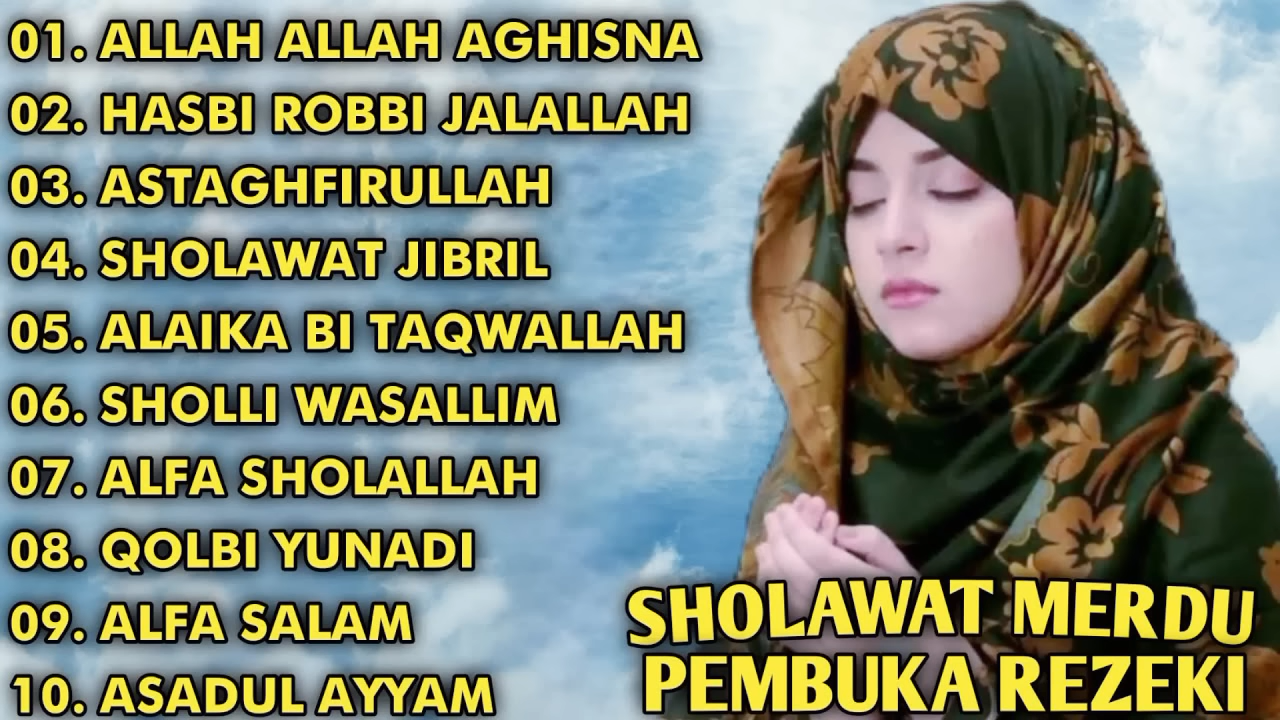 01. ALLAH ALLAH AGHISNA
02. HASBI ROBBI JALALLAH
03. ASTAGHFIRULLAH
04. SHOLAWAT JIBRIL
05. ALAIKA BI TAQWALLAH
06. SHOLLI WASALLIM
07. ALFA SHOLALLAH
08. QOLBI YUNADI
09. ALFA SALAM
10. ASADUL AYYAM
SHOLAWAT MERDU
PEMBUKA REZEKI